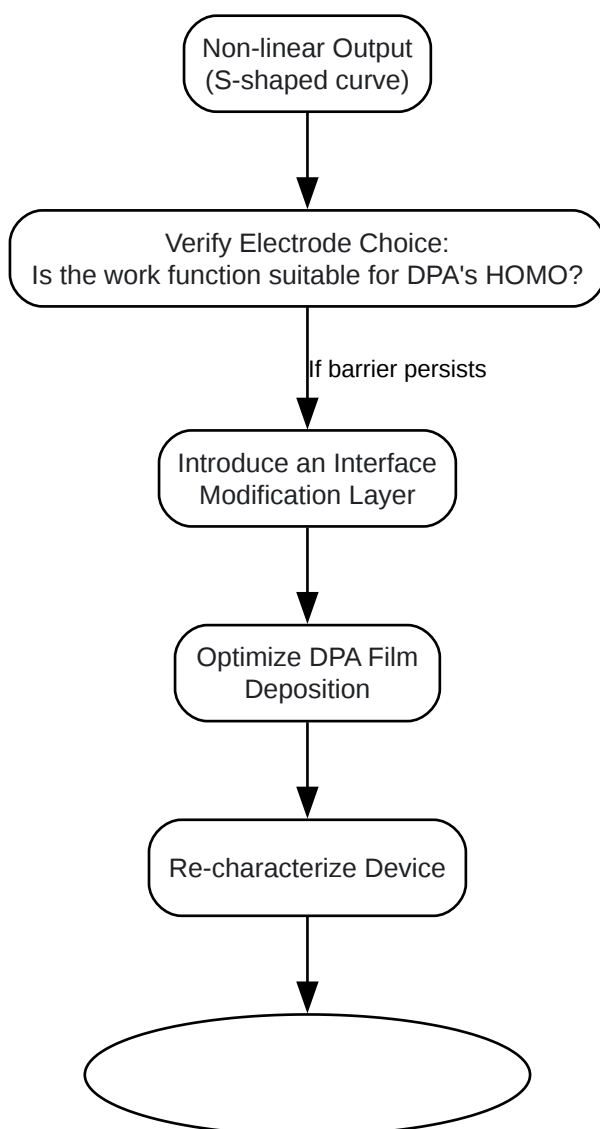 Non-linear Output
(S-shaped curve)
Verify Electrode Choice:
Is the work function suitable for DPA's HOMO?
If barrier persists
Introduce an Interface
Modification Layer
Optimize DPA Film
Deposition
Re-characterize Device